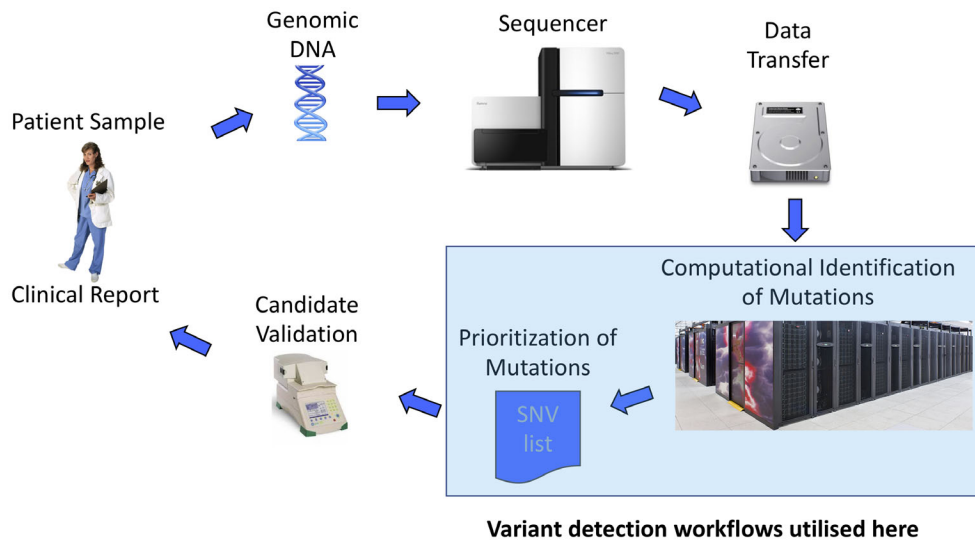 Patient Sample
Genomic
DNA
Sequencer
Data
Transfer
Computational Identification
of Mutations
Prioritization of
Mutations
SNV
list
Candidate
Validation
Clinical Report
Variant detection workflows utilised here